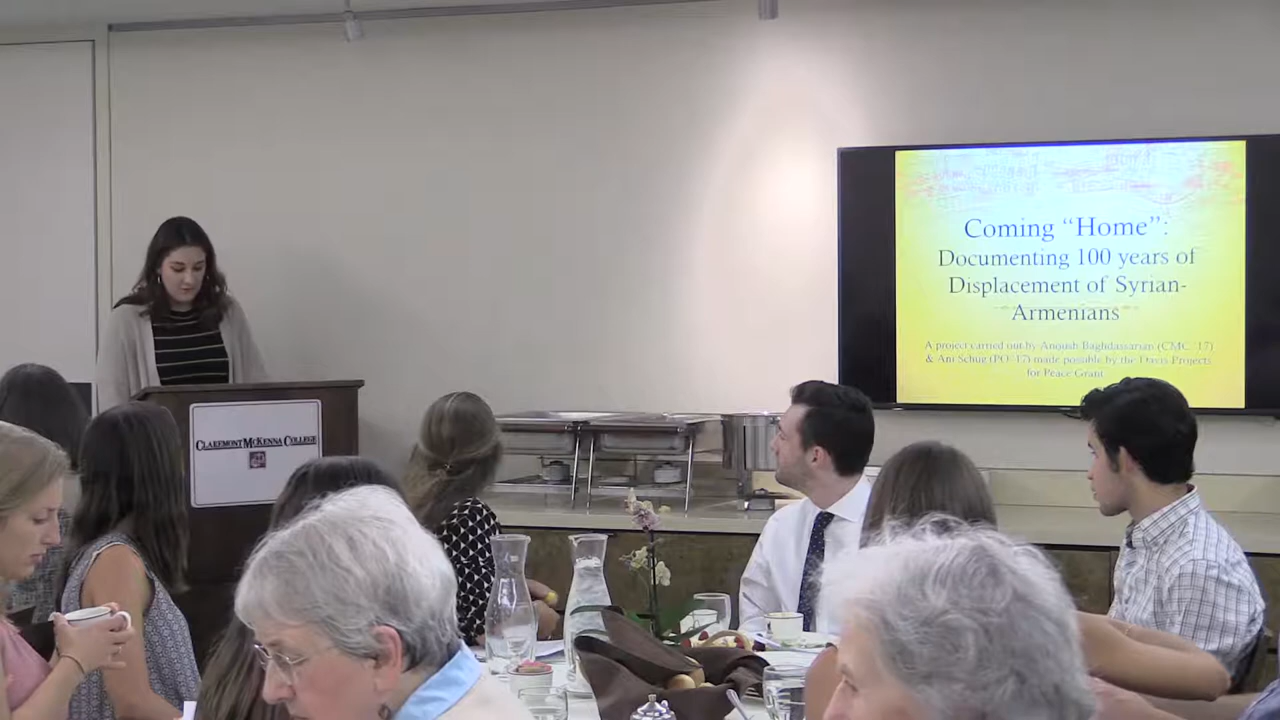 CLAREMONT MCKENNA COLLEGE
Coming “Home”:
Documenting 100 years of
Displacement of Syrian-
Armenians
A project carried out by Anoush Baghdassarian (CMC '17)
& Ani Schug (PO '17) made possible by the Davis Projects
for Peace Grant